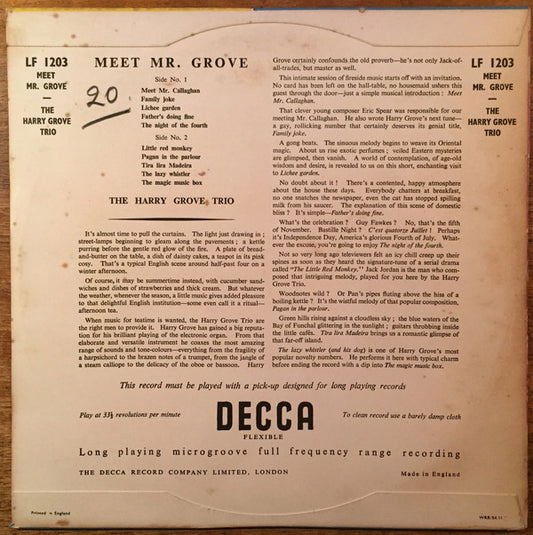 LF 1203
MEET
MR. GROVE
—
THE
HARRY GROVE
TRIO
MEET MR. GROVE
20
Side No. 1
Meet Mr. Callaghan
Family joke
Lichee garden
Father's doing fine
The night of the fourth
Side No. 2
Little red monkey
Pagan in the parlour
Tira lira Madeira
The lazy whistler
The magic music box
THE HARRY GROVE TRIO
It's almost time to pull the curtains. The light just drawing in;
street-lamps beginning to gleam along the pavements; a kettle
purring before the gentle red glow of the fire. A plate of bread-
and-butter on the table, a dish of dainty cakes, a teapot in its pink
cosy. That's a typical English scene around half-past four on a
winter afternoon.
Of course, it may be summertime instead, with cucumber sand-
wiches and dishes of strawberries and thick cream. But whatever
the weather, whenever the season, a little music gives added pleasure
to that delightful English institution—some even call it a ritual—
afternoon tea.
When music for teatime is wanted, the Harry Grove Trio are
the right men to provide it. Harry Grove has gained a big reputa-
tion for his brilliant playing of the electronic organ. From that
elaborate and versatile instrument he coaxes the most amazing
range of sounds and tone-colours—everything from the fragility of
a harpsichord to the brazen notes of a trumpet, from the jangle of
a steam calliope to the delicacy of the oboe or bassoon. Harry
Grove certainly confounds the old proverb—he's not only Jack-of-
all-trades, but master as well.
This intimate session of fireside music starts off with an invitation.
No card has been left on the hall-table, no housemaid ushers this
guest through the door—just a simple musical introduction: Meet
Mr. Callaghan.
That clever young composer Eric Spear was responsible for our
meeting Mr. Callaghan. He also wrote Harry Grove's next tune—
a guy, rollicking number that certainly deserves its genial title,
Family joke.
A gong beats. The sinuous melody begins to weave its Oriental
magic. About us rise exotic perfumes; veiled Eastern mysteries
are glimpsed, then vanish. A world of contemplation, of age-old
wisdom and desire, is revealed to us on this short, enchanting visit
to Lichee garden.
No doubt about it! There's a contented, happy atmosphere
about the house these days. Everybody chatters at breakfast,
no one snatches the newspaper, even the cat has stopped spilling
milk from his saucer. The explanation of this scene of domestic
bliss? It's simple—Father's doing fine.
What's the celebration? Guy Fawkes? No, that's the fifth
of November. Bastille Night? C'est quatorze Juillet! Perhaps
it's Independence Day, America's glorious Fourth of July. What-
ever the excuse, you're going to enjoy The night of the fourth.
Not so very long ago televiewers felt an icy chill creep up their
spines as soon as they heard the signature-tune of a serial drama
called "The Little Red Monkey." Jack Jordan is the man who com-
posed that intriguing melody, played for you here by the Harry
Grove Trio.
Woodnotes wild? Or Pan's pipes fluting above the hiss of a
boiling kettle? It's the wistful melody of that popular composition,
Pagan in the parlour.
Green hills rising against a cloudless sky; the blue waters of the
Bay of Funchal glittering in the sunlight; guitars throbbing inside
the little cafés. Tira lira Madeira brings us a romantic glimpse of
that far-off island.
The lazy whistler (and his dog) is one of Harry Grove's most
popular novelty numbers. He performs it here with typical charm
before ending the record with a dip into The magic music box.
LF 1203
MEET
MR. GROVE
—
THE
HARRY GROVE
TRIO
This record must be played with a pick-up designed for long playing records
Play at 33⅓ revolutions per minute
DECCA
FLEXIBLE
To clean record use a barely damp cloth
Long playing microgroove full frequency range recording
THE DECCA RECORD COMPANY LIMITED, LONDON
Made in England
Printed in England